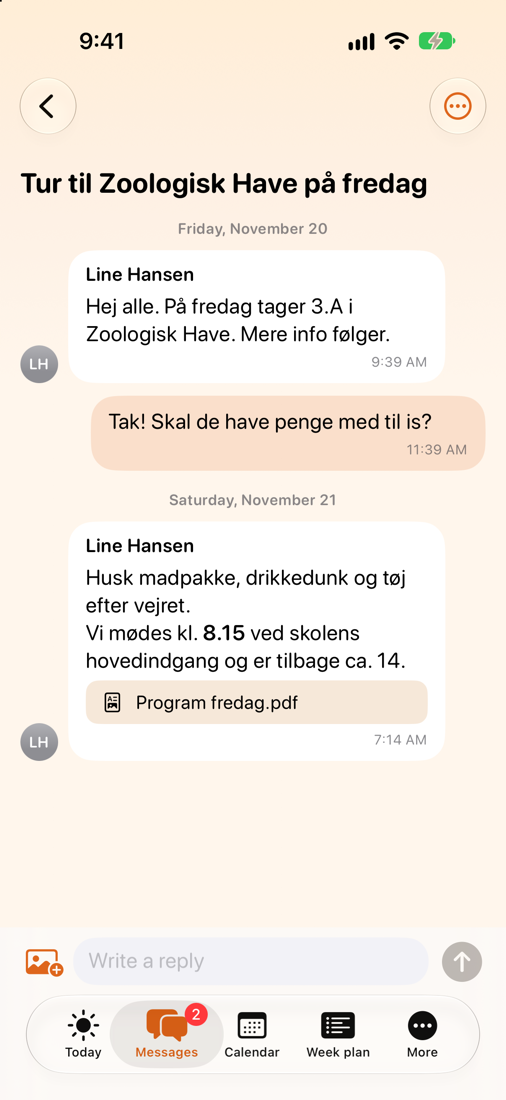 9:41
Tur til Zoologisk Have på fredag
Friday, November 20
Line Hansen
Hej alle. På fredag tager 3.A i
Zoologisk Have. Mere info følger.
9:39 AM
LH
Tak! Skal de have penge med til is?
11:39 AM
Saturday, November 21
Line Hansen
Husk madpakke, drikkedunk og tøj
efter vejret.
Vi mødes kl. 8.15 ved skolens
hovedindgang og er tilbage ca. 14.
Program fredag.pdf
7:14 AM
LH
Write a reply
2
Today
Messages
Calendar
Week plan
More